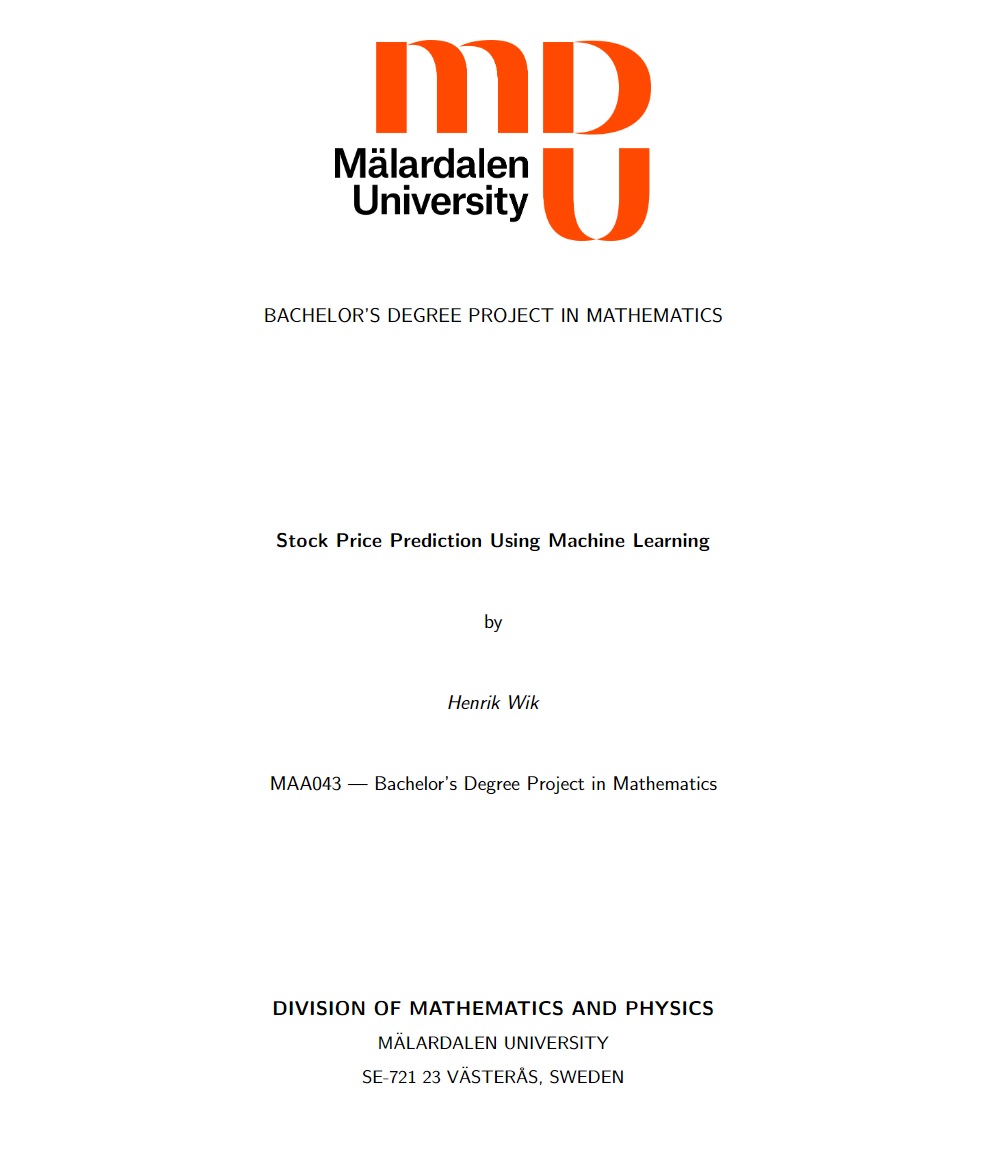 mDU
Mälardalen
University
BACHELOR'S DEGREE PROJECT IN MATHEMATICS
Stock Price Prediction Using Machine Learning
by
Henrik Wik
MAA043 — Bachelor's Degree Project in Mathematics
DIVISION OF MATHEMATICS AND PHYSICS
MÄLARDALEN UNIVERSITY
SE-721 23 VÄSTERÅS, SWEDEN